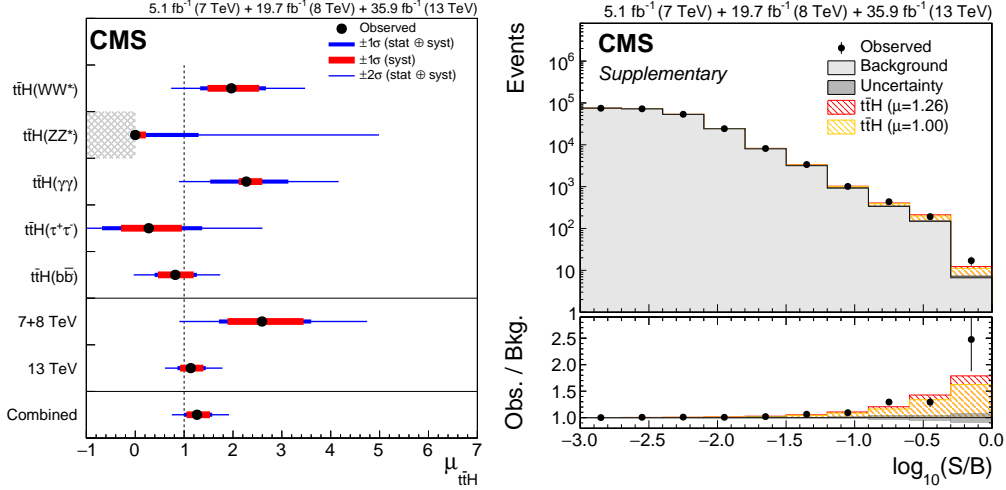 5.1 fb⁻¹ (7 TeV) + 19.7 fb⁻¹ (8 TeV) + 35.9 fb⁻¹ (13 TeV)
CMS
Observed
±1σ (stat ⊕ syst)
±1σ (syst)
±2σ (stat ⊕ syst)
tt̄H(WW*)
tt̄H(ZZ*)
tt̄H(γγ)
tt̄H(τ⁺τ⁻)
tt̄H(bb̄)
7+8 TeV
13 TeV
Combined
−1 0 1 2 3 4 5 6 7
μ_tt̄H
5.1 fb⁻¹ (7 TeV) + 19.7 fb⁻¹ (8 TeV) + 35.9 fb⁻¹ (13 TeV)
CMS
Supplementary
Observed
Background
Uncertainty
tt̄H (μ=1.26)
tt̄H (μ=1.00)
Events
10⁷
10⁶
10⁵
10⁴
10³
10²
10
1
Obs. / Bkg.
2.5
2.0
1.5
1.0
−3.0 −2.5 −2.0 −1.5 −1.0 −0.5 0.0
log₁₀(S/B)